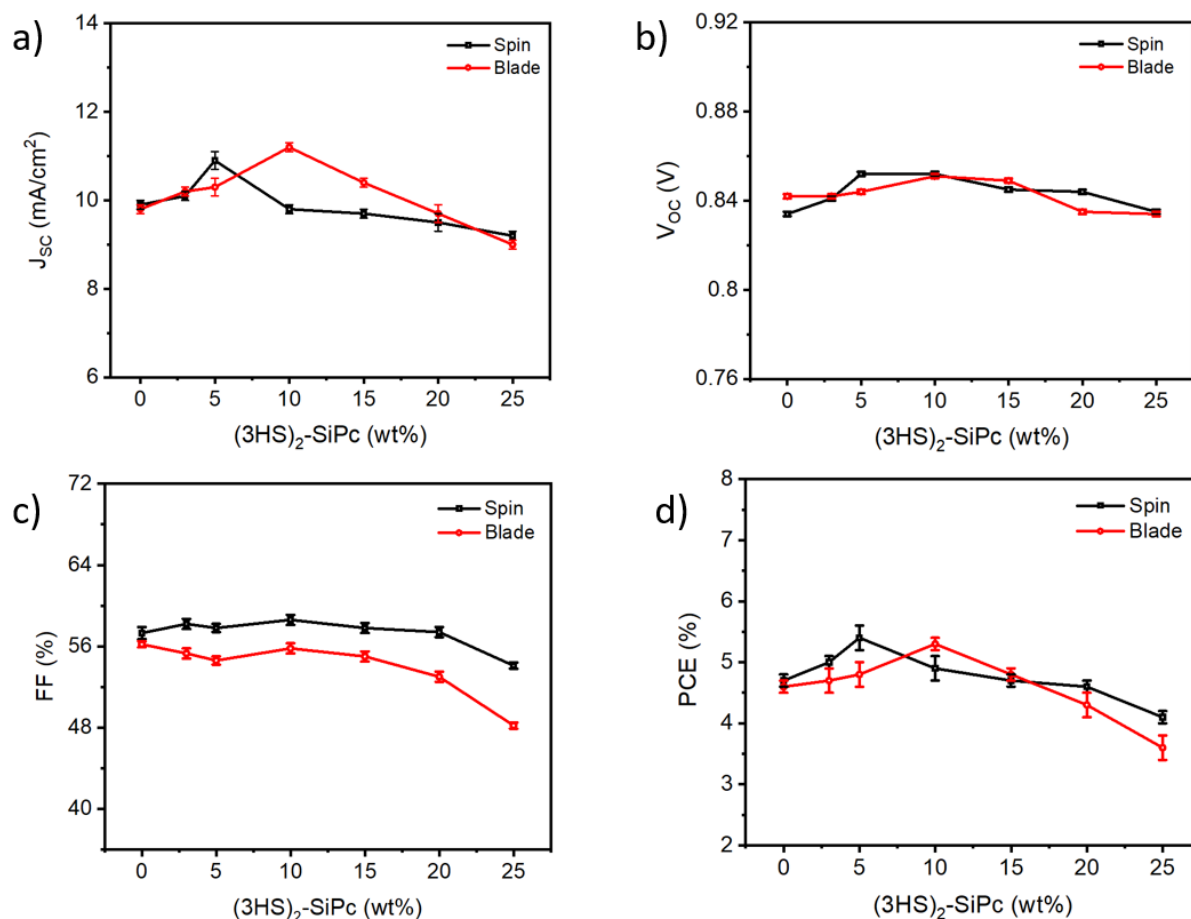 a)
14
12
10
8
6
J_SC (mA/cm²)
Spin
Blade
0 5 10 15 20 25
(3HS)₂-SiPc (wt%)
b)
0.92
0.88
0.84
0.8
0.76
V_OC (V)
Spin
Blade
0 5 10 15 20 25
(3HS)₂-SiPc (wt%)
c)
72
64
56
48
40
FF (%)
Spin
Blade
0 5 10 15 20 25
(3HS)₂-SiPc (wt%)
d)
8
7
6
5
4
3
2
PCE (%)
Spin
Blade
0 5 10 15 20 25
(3HS)₂-SiPc (wt%)